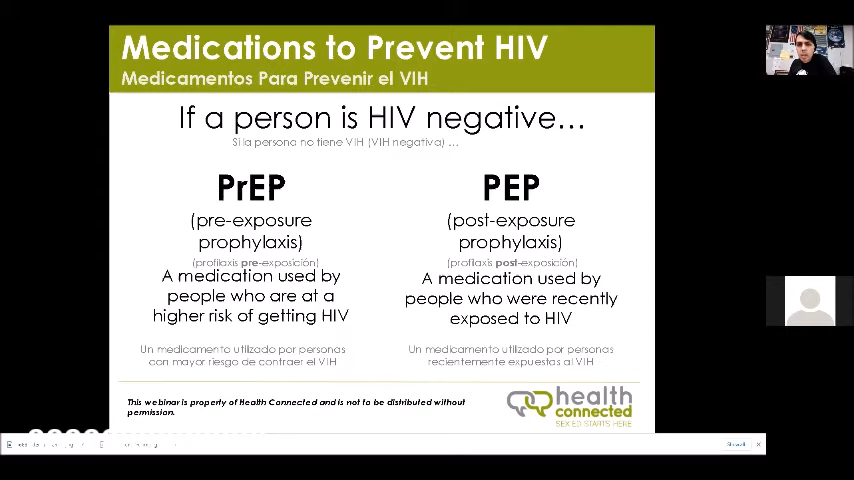 Medications to Prevent HIV
Medicamentos Para Prevenir el VIH
If a person is HIV negative…
Si la persona no tiene VIH (VIH negativa) …
PrEP
(pre-exposure
prophylaxis)
(profilaxis pre-exposición)
A medication used by
people who are at a
higher risk of getting HIV
Un medicamento utilizado por personas
con mayor riesgo de contraer el VIH
PEP
(post-exposure
prophylaxis)
(profilaxis post-exposición)
A medication used by
people who were recently
exposed to HIV
Un medicamento utilizado por personas
recientemente expuestas al VIH
This webinar is property of Health Connected and is not to be distributed without
permission.
health
connected
SEX ED STARTS HERE
Show all